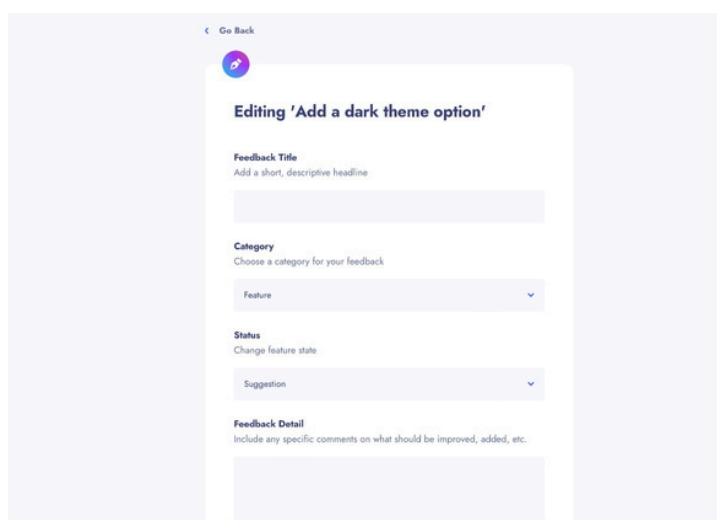 Go Back
Editing 'Add a dark theme option'
Feedback Title
Add a short, descriptive headline
Category
Choose a category for your feedback
Feature
Status
Change feature state
Suggestion
Feedback Detail
Include any specific comments on what should be improved, added, etc.